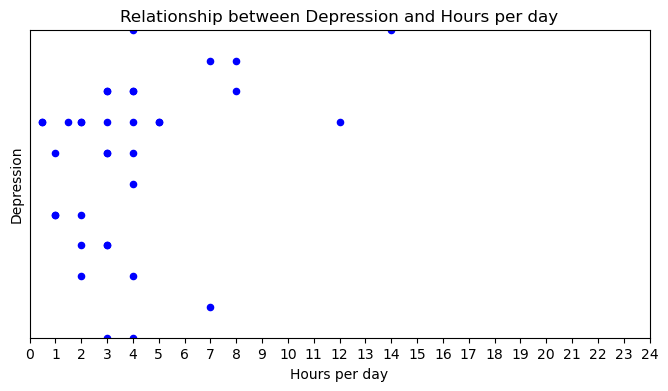 Relationship between Depression and Hours per day
Depression
0 1 2 3 4 5 6 7 8 9 10 11 12 13 14 15 16 17 18 19 20 21 22 23 24
Hours per day